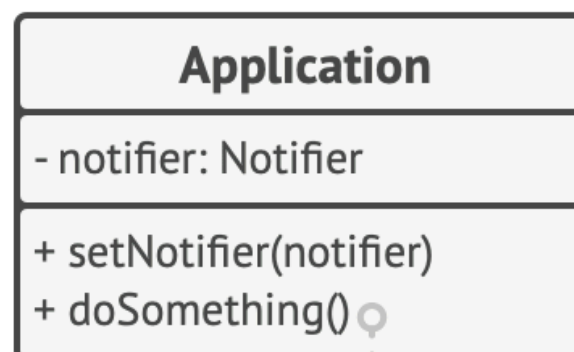 Application
- notifier: Notifier
+ setNotifier(notifier)
+ doSomething()